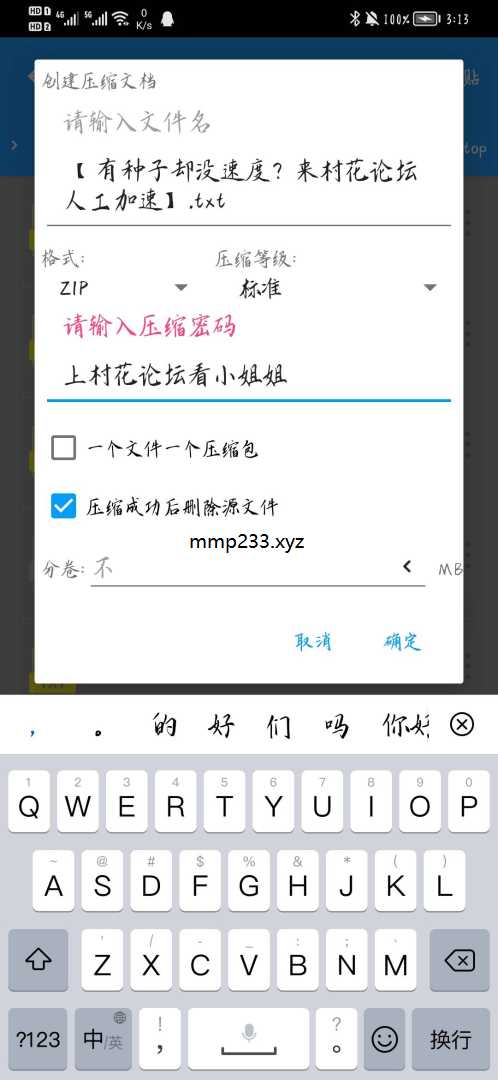 HD 1 4G 5G 0 100% 3:13
HD 2 K/s
创建压缩文档
贴
请输入文件名
top
【 有种子却没速度？来村花论坛
人工加速】.txt
格式: 压缩等级:
ZIP 标准
请输入压缩密码
上村花论坛看小姐姐
一个文件一个压缩包
压缩成功后删除源文件
mmp233.xyz
分卷: 不 MB
取消 确定
， 。 的 好 们 吗 你好
1 2 3 4 5 6 7 8 9 0
Q W E R T Y U I O P
~ @ # $ % & * ( )
A S D F G H J K L
' / - _ : ; 、
Z X C V B N M
! ?
?123 中/英 , 。 换行